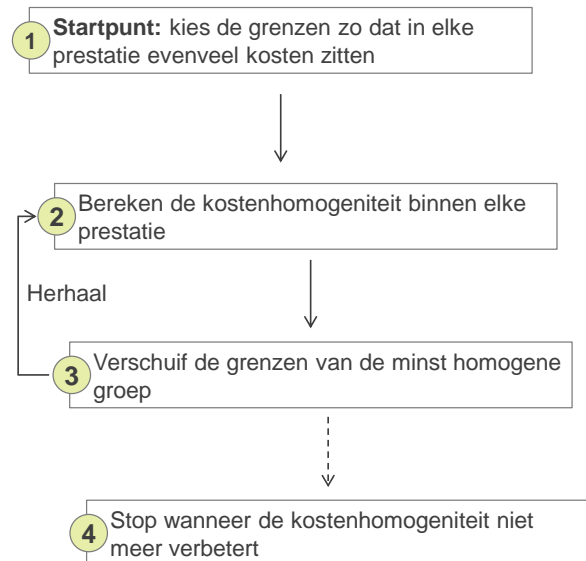 1 Startpunt: kies de grenzen zo dat in elke
prestatie evenveel kosten zitten
2 Bereken de kostenhomogeniteit binnen elke
prestatie
Herhaal
3 Verschuif de grenzen van de minst homogene
groep
4 Stop wanneer de kostenhomogeniteit niet
meer verbetert